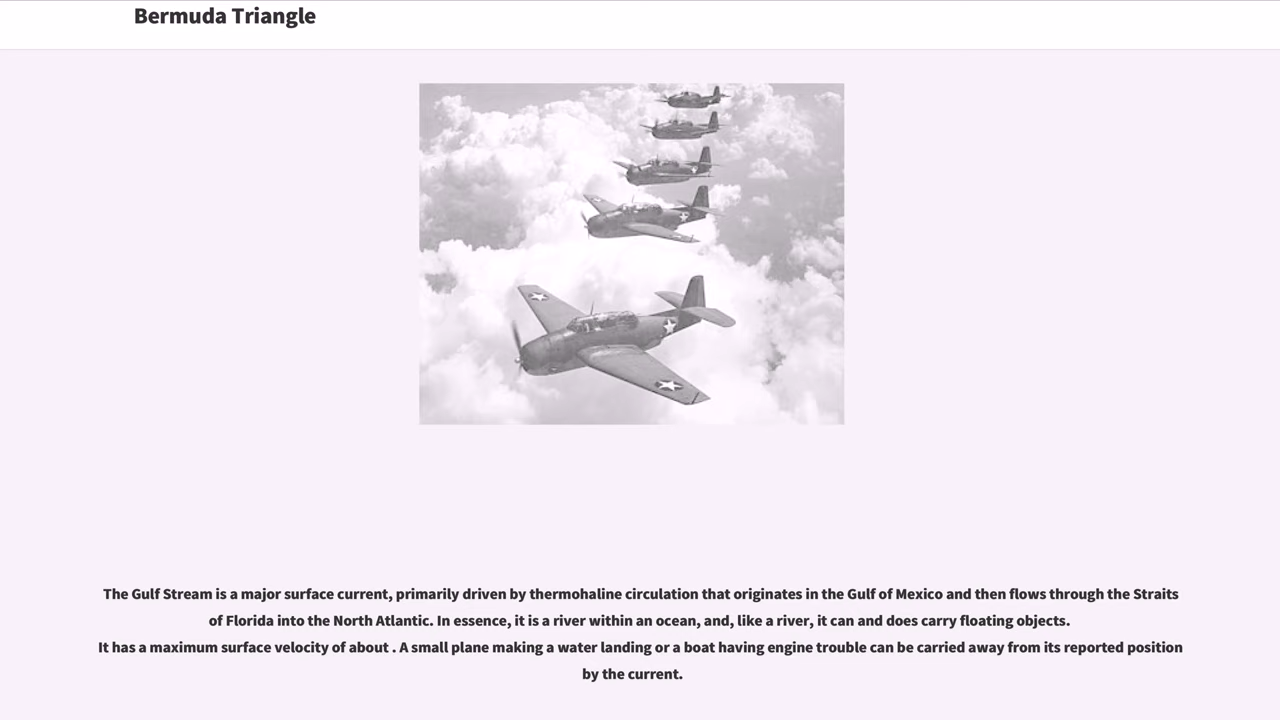 Bermuda Triangle
The Gulf Stream is a major surface current, primarily driven by thermohaline circulation that originates in the Gulf of Mexico and then flows through the Straits
of Florida into the North Atlantic. In essence, it is a river within an ocean, and, like a river, it can and does carry floating objects.
It has a maximum surface velocity of about . A small plane making a water landing or a boat having engine trouble can be carried away from its reported position
by the current.